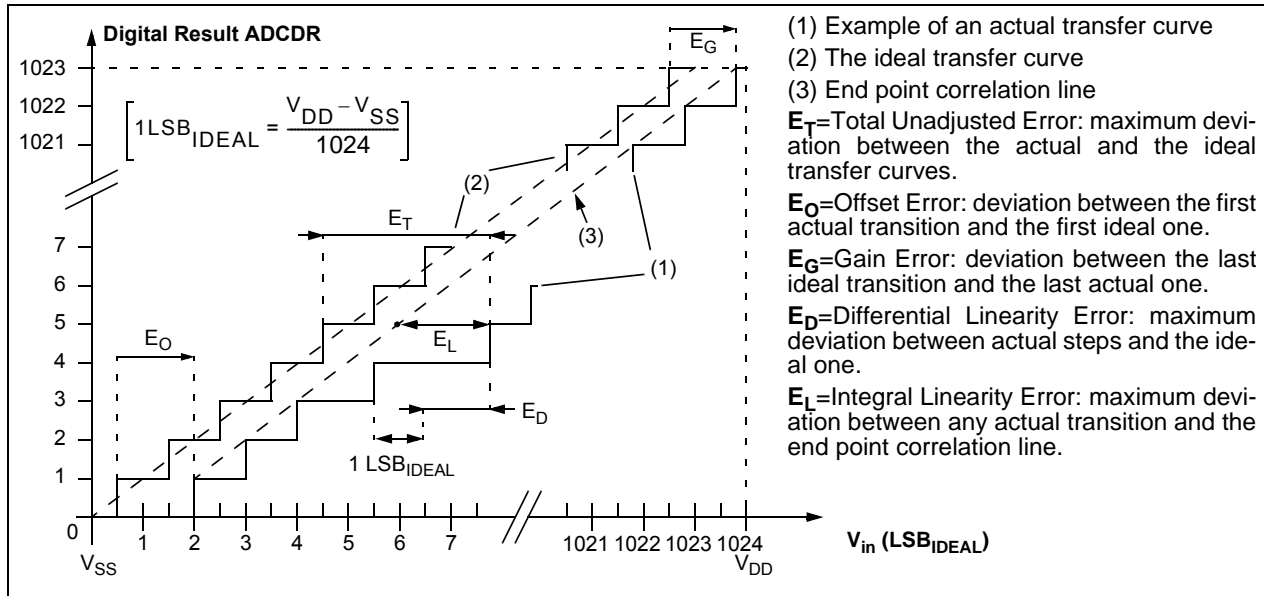 Digital Result ADCDR
E_G
1023
1022
1021
[1LSB_IDEAL = (V_DD – V_SS) / 1024]
(2)
E_T
(3)
(1)
7
6
5
4
3
2
1
0
E_O
E_L
E_D
1 LSB_IDEAL
1 2 3 4 5 6 7 1021 1022 1023 1024
V_in (LSB_IDEAL)
V_SS
V_DD
(1) Example of an actual transfer curve
(2) The ideal transfer curve
(3) End point correlation line
E_T=Total Unadjusted Error: maximum devi-
ation between the actual and the ideal
transfer curves.
E_O=Offset Error: deviation between the first
actual transition and the first ideal one.
E_G=Gain Error: deviation between the last
ideal transition and the last actual one.
E_D=Differential Linearity Error: maximum
deviation between actual steps and the ide-
al one.
E_L=Integral Linearity Error: maximum devi-
ation between any actual transition and the
end point correlation line.